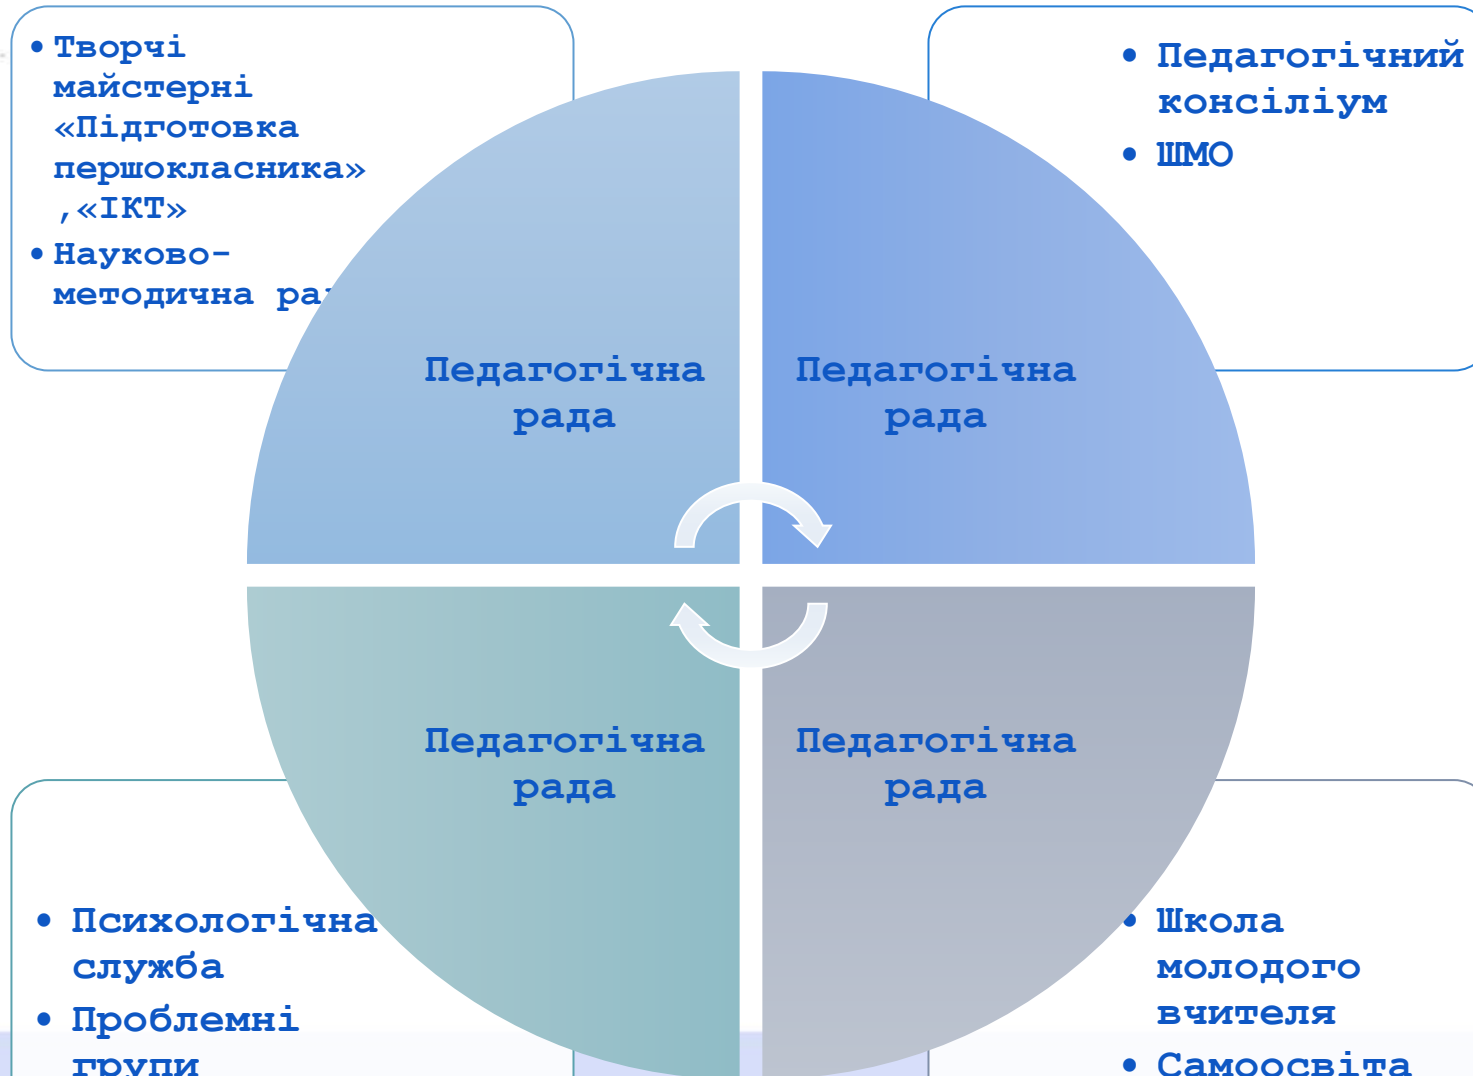 • Творчі
майстерні
«Підготовка
першокласника»
,«ІКТ»
• Науково-
методична
• Педагогічний
консіліум
• ШМО
Педагогічна
рада
Педагогічна
рада
Педагогічна
рада
Педагогічна
рада
• Психологічна
служба
• Проблемні
групи
• Школа
молодого
вчителя
• Самоосвіта